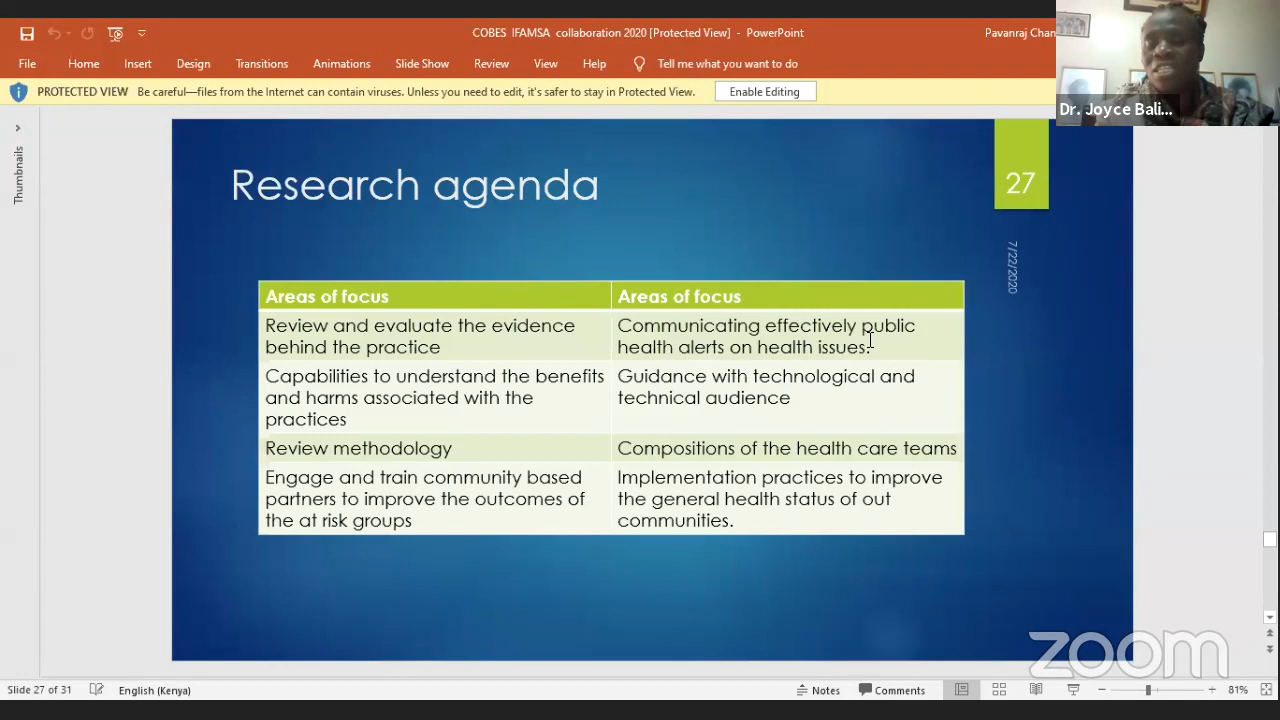 COBES IFAMSA collaboration 2020 [Protected View] - PowerPoint
Pavanraj Chan
File Home Insert Design Transitions Animations Slide Show Review View Help Tell me what you want to do
PROTECTED VIEW Be careful—files from the Internet can contain viruses. Unless you need to edit, it's safer to stay in Protected View. Enable Editing
Dr. Joyce Bali...
Thumbnails
Research agenda
27
7/22/2020
Areas of focus
Areas of focus
Review and evaluate the evidence
behind the practice
Communicating effectively public
health alerts on health issues.
Capabilities to understand the benefits
and harms associated with the
practices
Guidance with technological and
technical audience
Review methodology
Compositions of the health care teams
Engage and train community based
partners to improve the outcomes of
the at risk groups
Implementation practices to improve
the general health status of out
communities.
zoom
Slide 27 of 31 English (Kenya) Notes Comments 81%